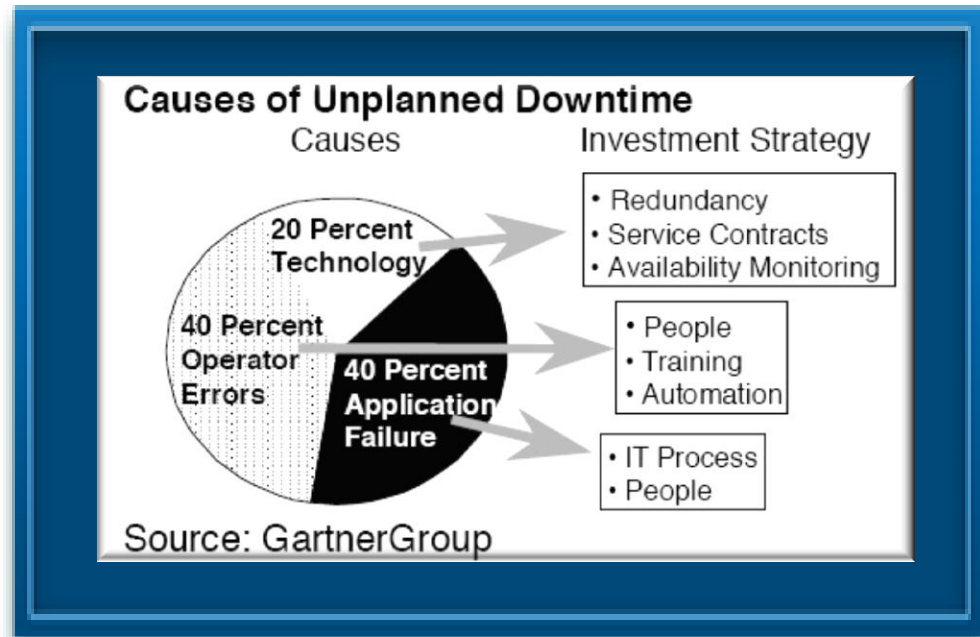 Causes of Unplanned Downtime
Causes
Investment Strategy
20 Percent
Technology
40 Percent
Operator
Errors
40 Percent
Application
Failure
• Redundancy
• Service Contracts
• Availability Monitoring
• People
• Training
• Automation
• IT Process
• People
Source: GartnerGroup